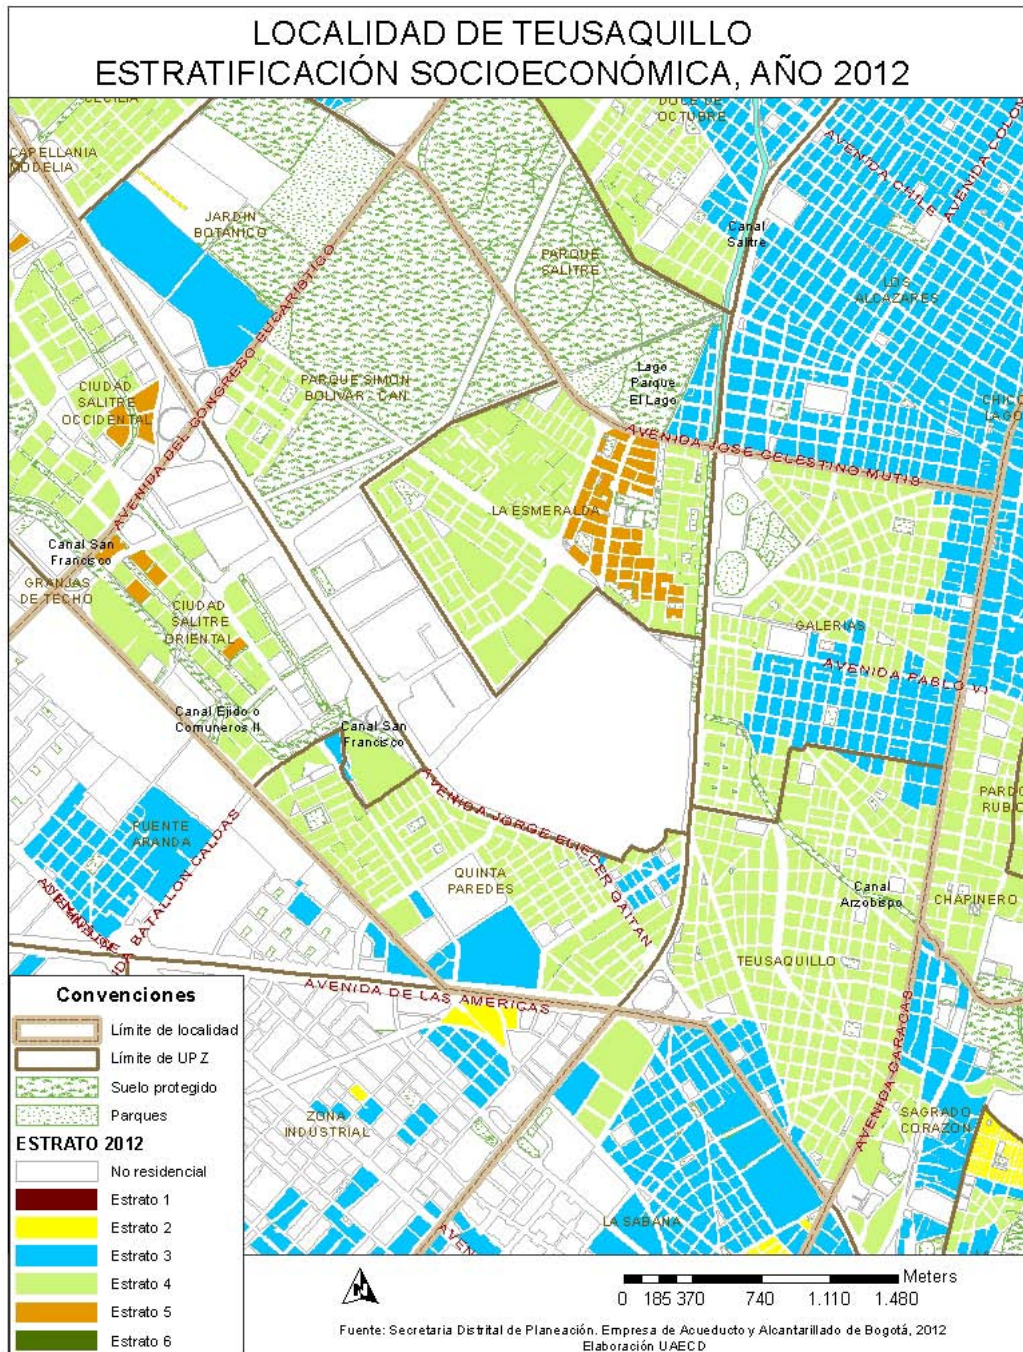 LOCALIDAD DE TEUSAQUILLO
ESTRATIFICACIÓN SOCIOECONÓMICA, AÑO 2012
CECILIA
DOCE DE
OCTUBRE
CAPELLANIA
MODELIA
AVENIDA CHILE
AVENIDA COLON
JARDIN
BOTANICO
Canal
Salitre
PARQUE
SALITRE
LOS
ALCAZARES
AVENIDA DEL CONGRESO EUCARISTICO
Lago
Parque
El Lago
CIUDAD
SALITRE
OCCIDENTAL
PARQUE SIMON
BOLIVAR - CAN
CHICO
LAGO
AVENIDA JOSE CELESTINO MUTIS
LA ESMERALDA
Canal San
Francisco
GRANJAS
DE TECHO
CIUDAD
SALITRE
ORIENTAL
GALERIAS
AVENIDA PABLO VI
Canal Ejido o
Comuneros II
Canal San
Francisco
AVENIDA JORGE ELIECER GAITAN
PARDO
RUBIO
PUENTE
ARANDA
QUINTA
PAREDES
Canal
Arzobispo
CHAPINERO
BATALLON CALDAS
TEUSAQUILLO
AVENIDA DE LAS AMERICAS
AVENIDA CARACAS
ZONA
INDUSTRIAL
SAGRADO
CORAZON
LA SABANA
Convenciones
Límite de localidad
Límite de UPZ
Suelo protegido
Parques
ESTRATO 2012
No residencial
Estrato 1
Estrato 2
Estrato 3
Estrato 4
Estrato 5
Estrato 6
N
Meters
0 185 370 740 1.110 1.480
Fuente: Secretaria Distrital de Planeación. Empresa de Acueducto y Alcantarillado de Bogotá, 2012
Elaboración UAECD